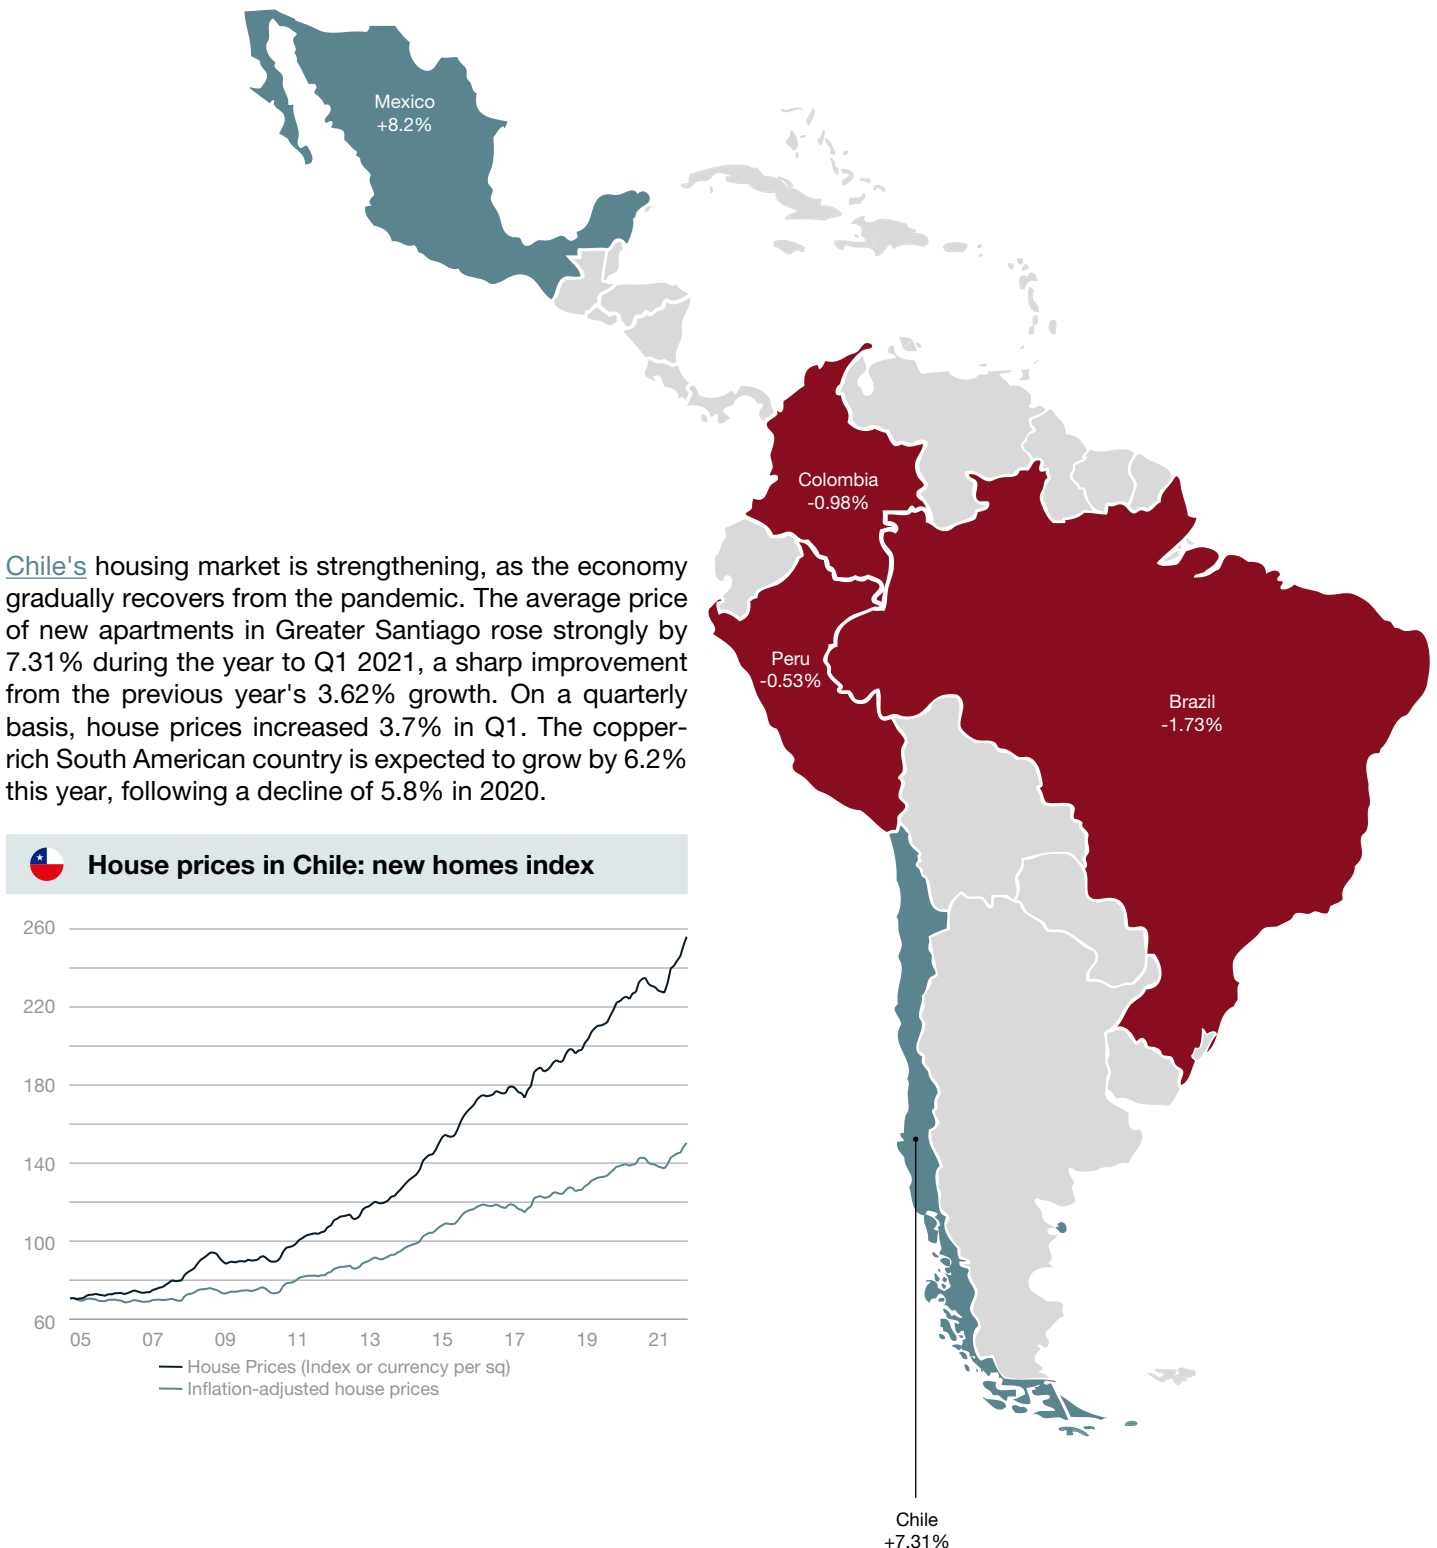 Mexico
+8.2%
Colombia
-0.98%
Peru
-0.53%
Brazil
-1.73%
Chile's housing market is strengthening, as the economy
gradually recovers from the pandemic. The average price
of new apartments in Greater Santiago rose strongly by
7.31% during the year to Q1 2021, a sharp improvement
from the previous year's 3.62% growth. On a quarterly
basis, house prices increased 3.7% in Q1. The copper-
rich South American country is expected to grow by 6.2%
this year, following a decline of 5.8% in 2020.
House prices in Chile: new homes index
260
220
180
140
100
60
05 07 09 11 13 15 17 19 21
House Prices (Index or currency per sq)
Inflation-adjusted house prices
Chile
+7.31%